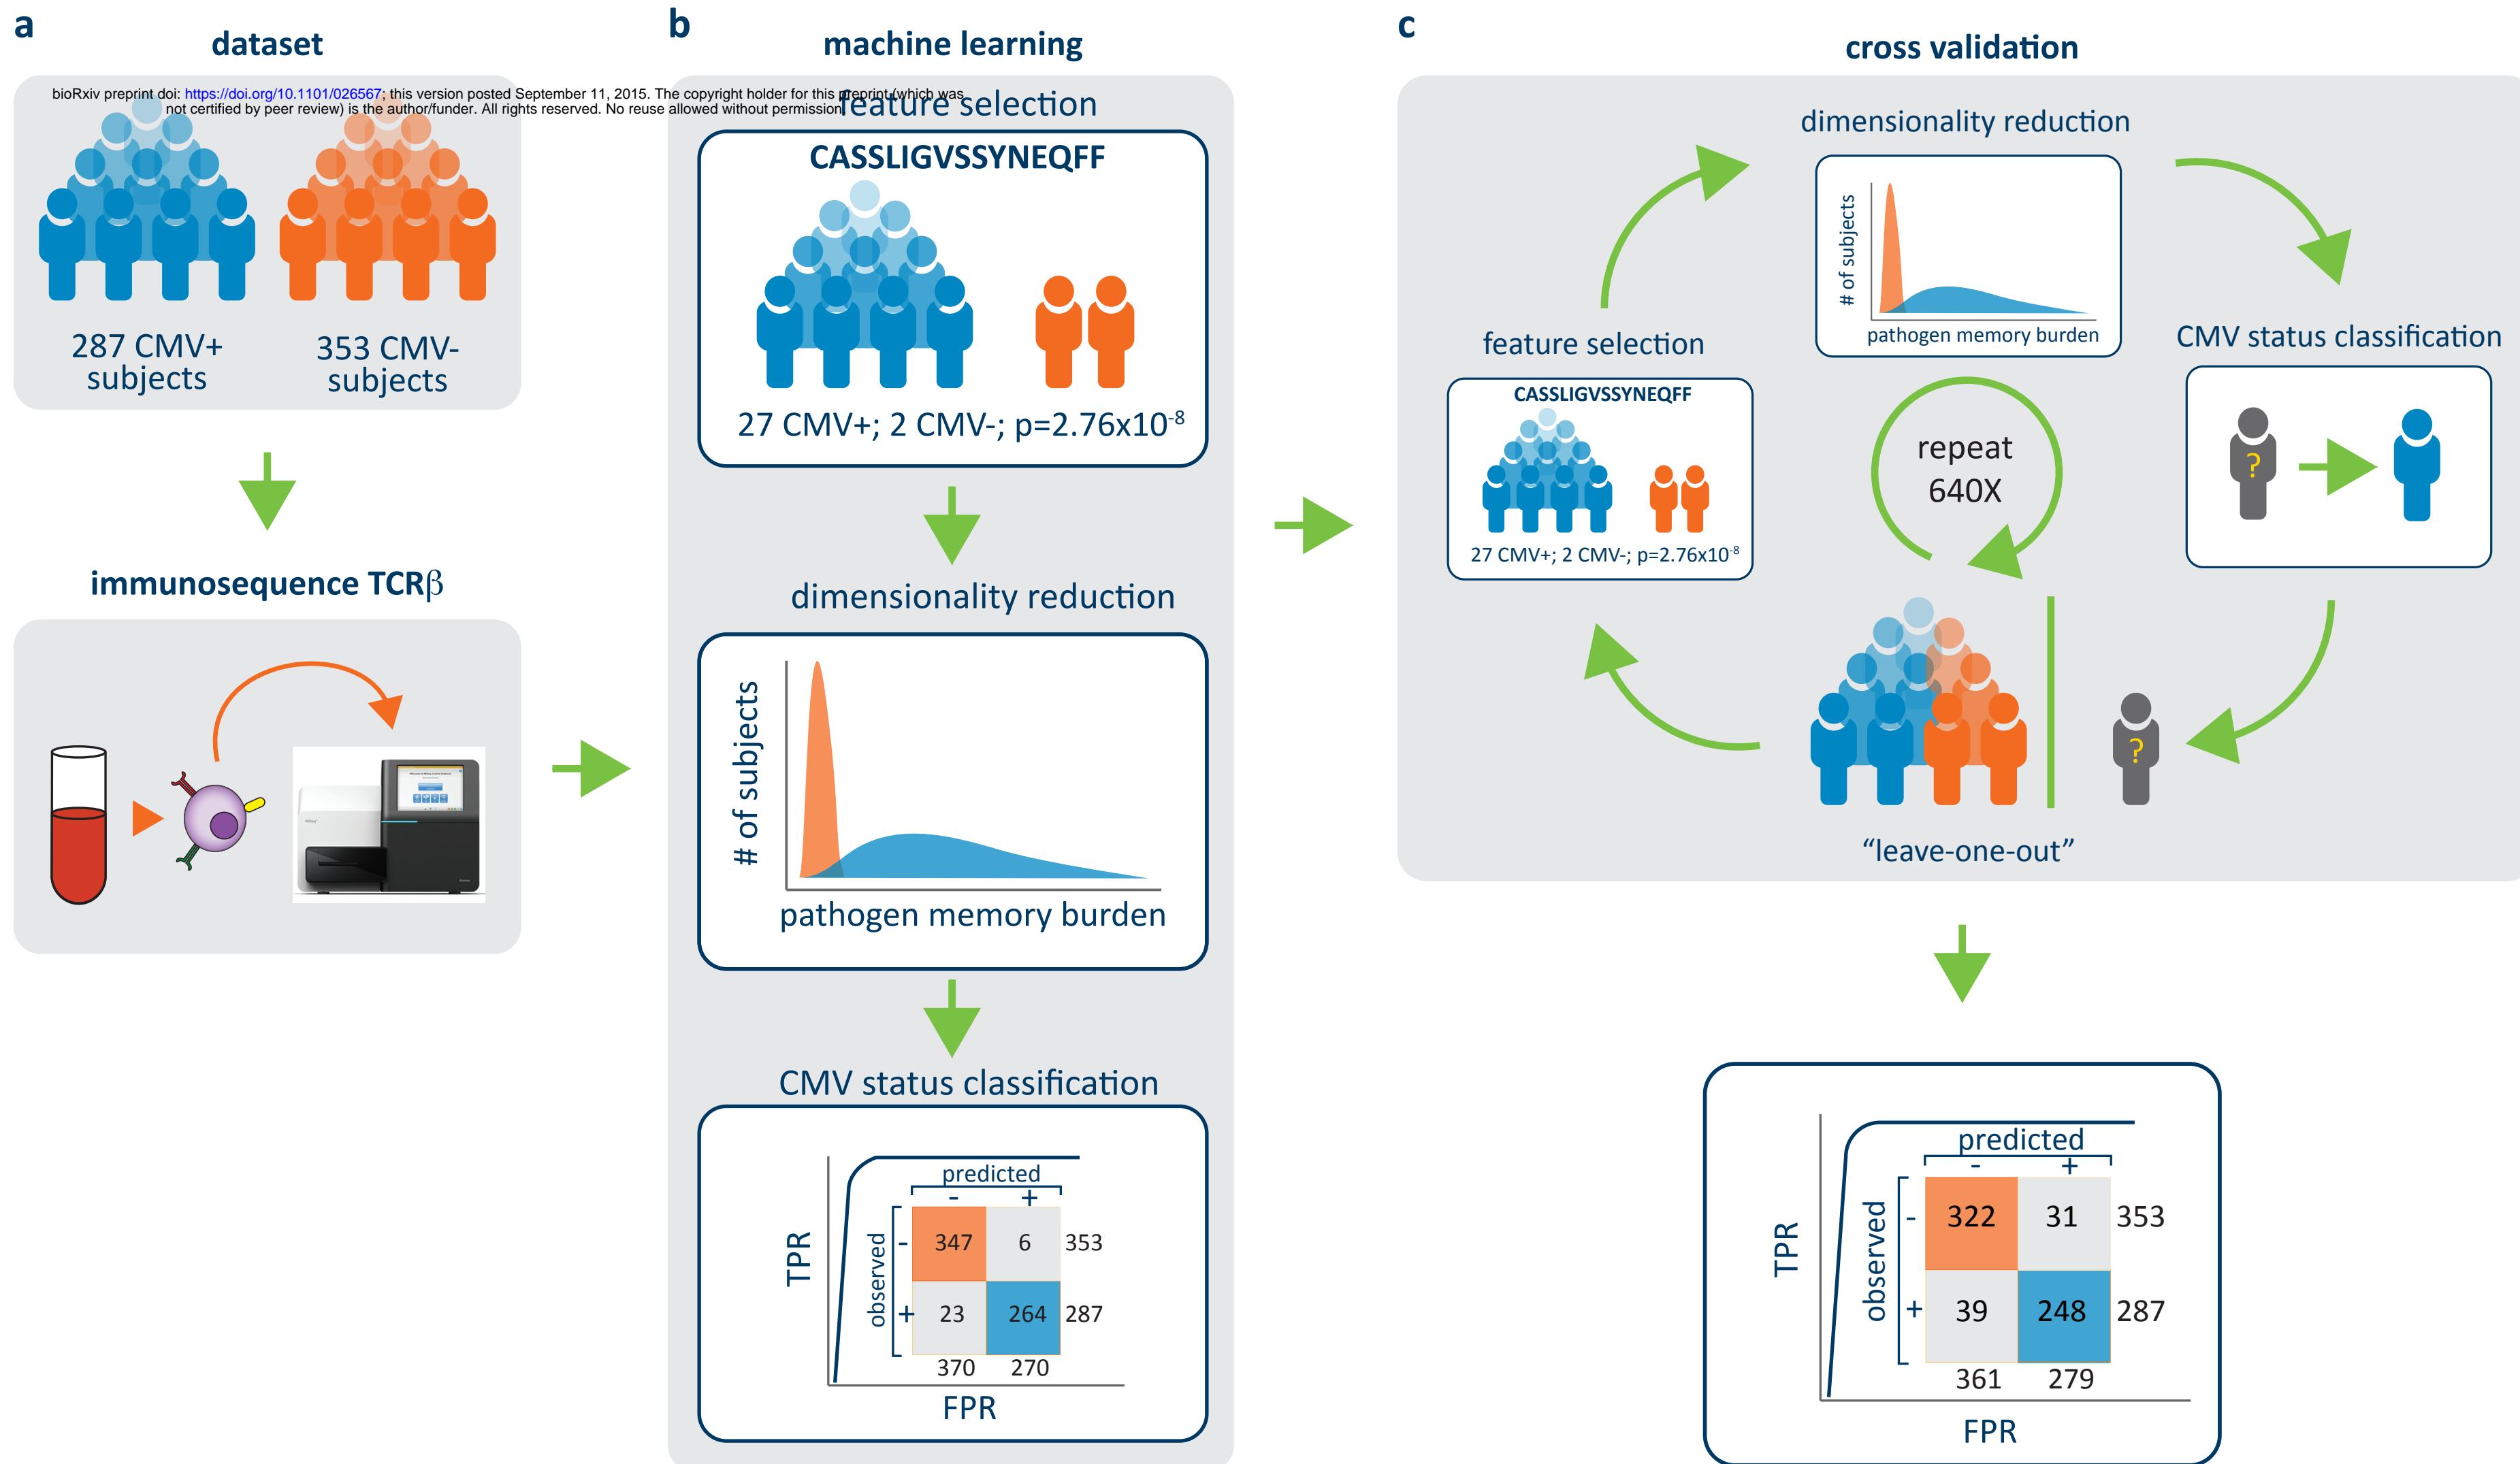 a
dataset
bioRxiv preprint doi: https://doi.org/10.1101/026567; this version posted September 11, 2015. The copyright holder for this preprint (which was
not certified by peer review) is the author/funder. All rights reserved. No reuse allowed without permission.
287 CMV+
subjects
353 CMV-
subjects
immunosequence TCRβ
b
machine learning
feature selection
CASSLIGVSSYNEQFF
27 CMV+; 2 CMV-; p=2.76x10-8
dimensionality reduction
# of subjects
pathogen memory burden
CMV status classification
TPR
predicted
- +
observed
- 347 6 353
+ 23 264 287
370 270
FPR
c
cross validation
dimensionality reduction
# of subjects
pathogen memory burden
feature selection
CASSLIGVSSYNEQFF
27 CMV+; 2 CMV-; p=2.76x10-8
CMV status classification
?
repeat
640X
?
“leave-one-out”
TPR
predicted
- +
observed
- 322 31 353
+ 39 248 287
361 279
FPR